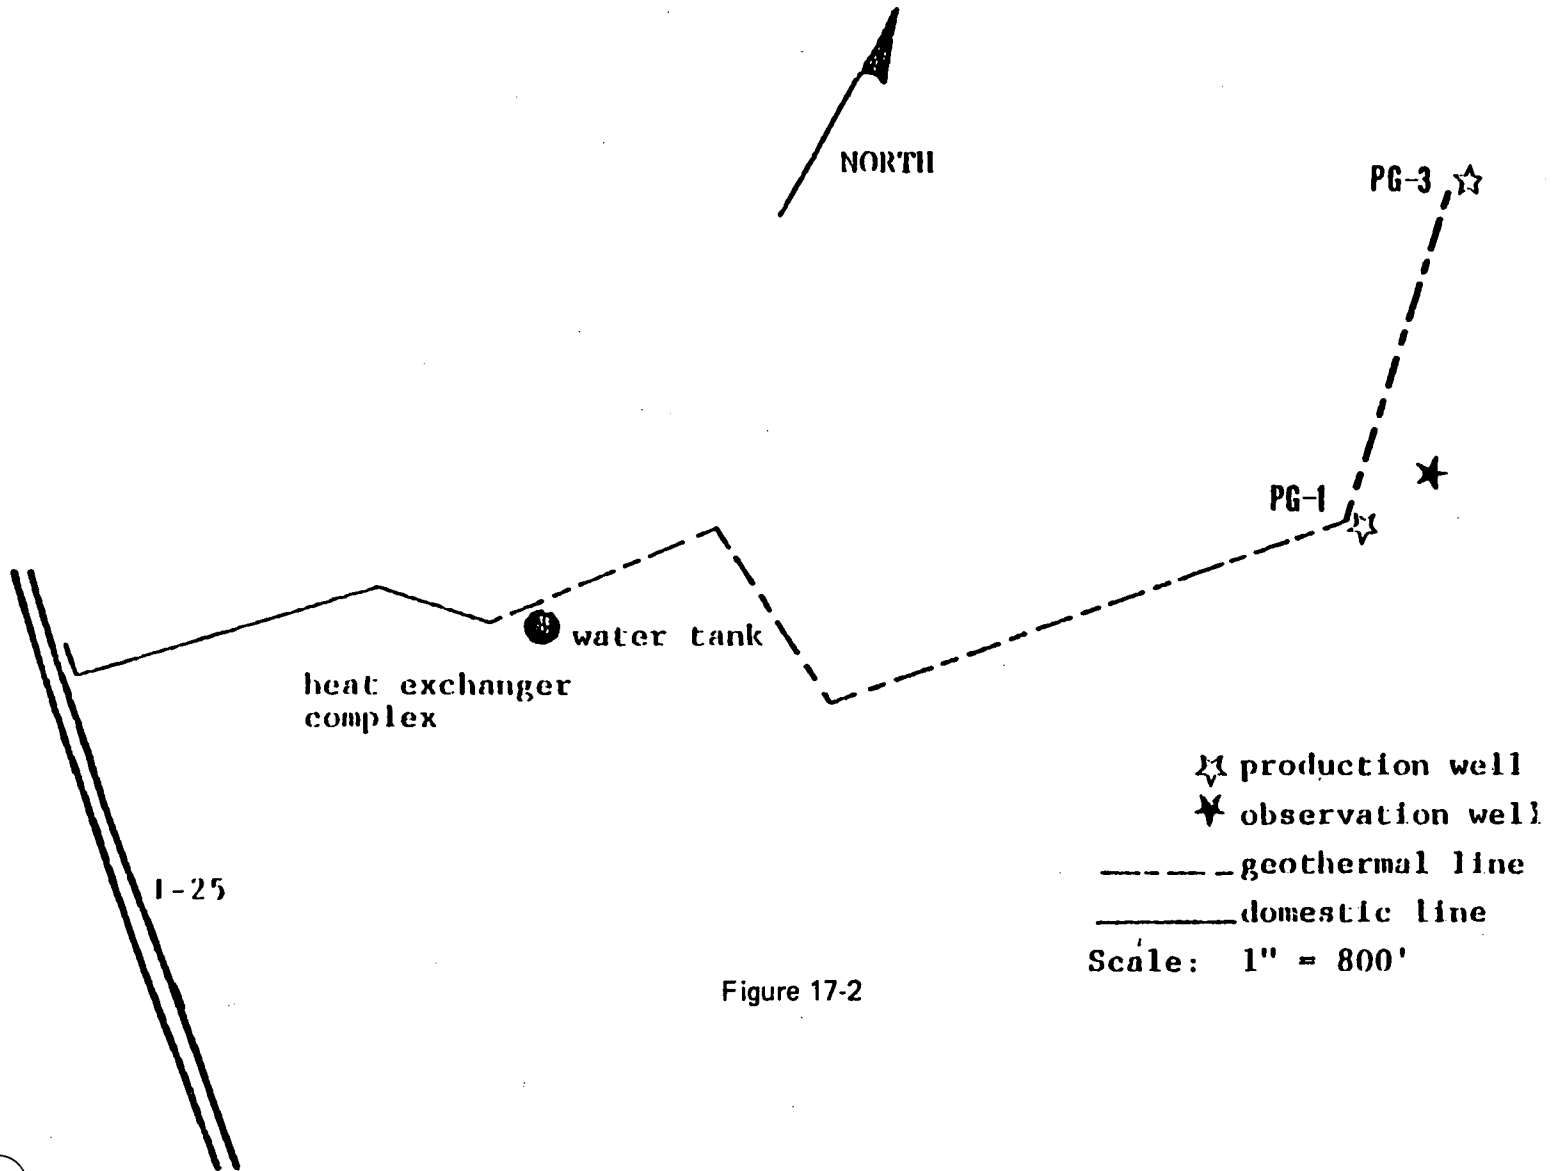 NORTH
PG-3
PG-1
water tank
heat exchanger
complex
production well
observation well
I-25
geothermal line
domestic line
Scale: 1" = 800'
Figure 17-2